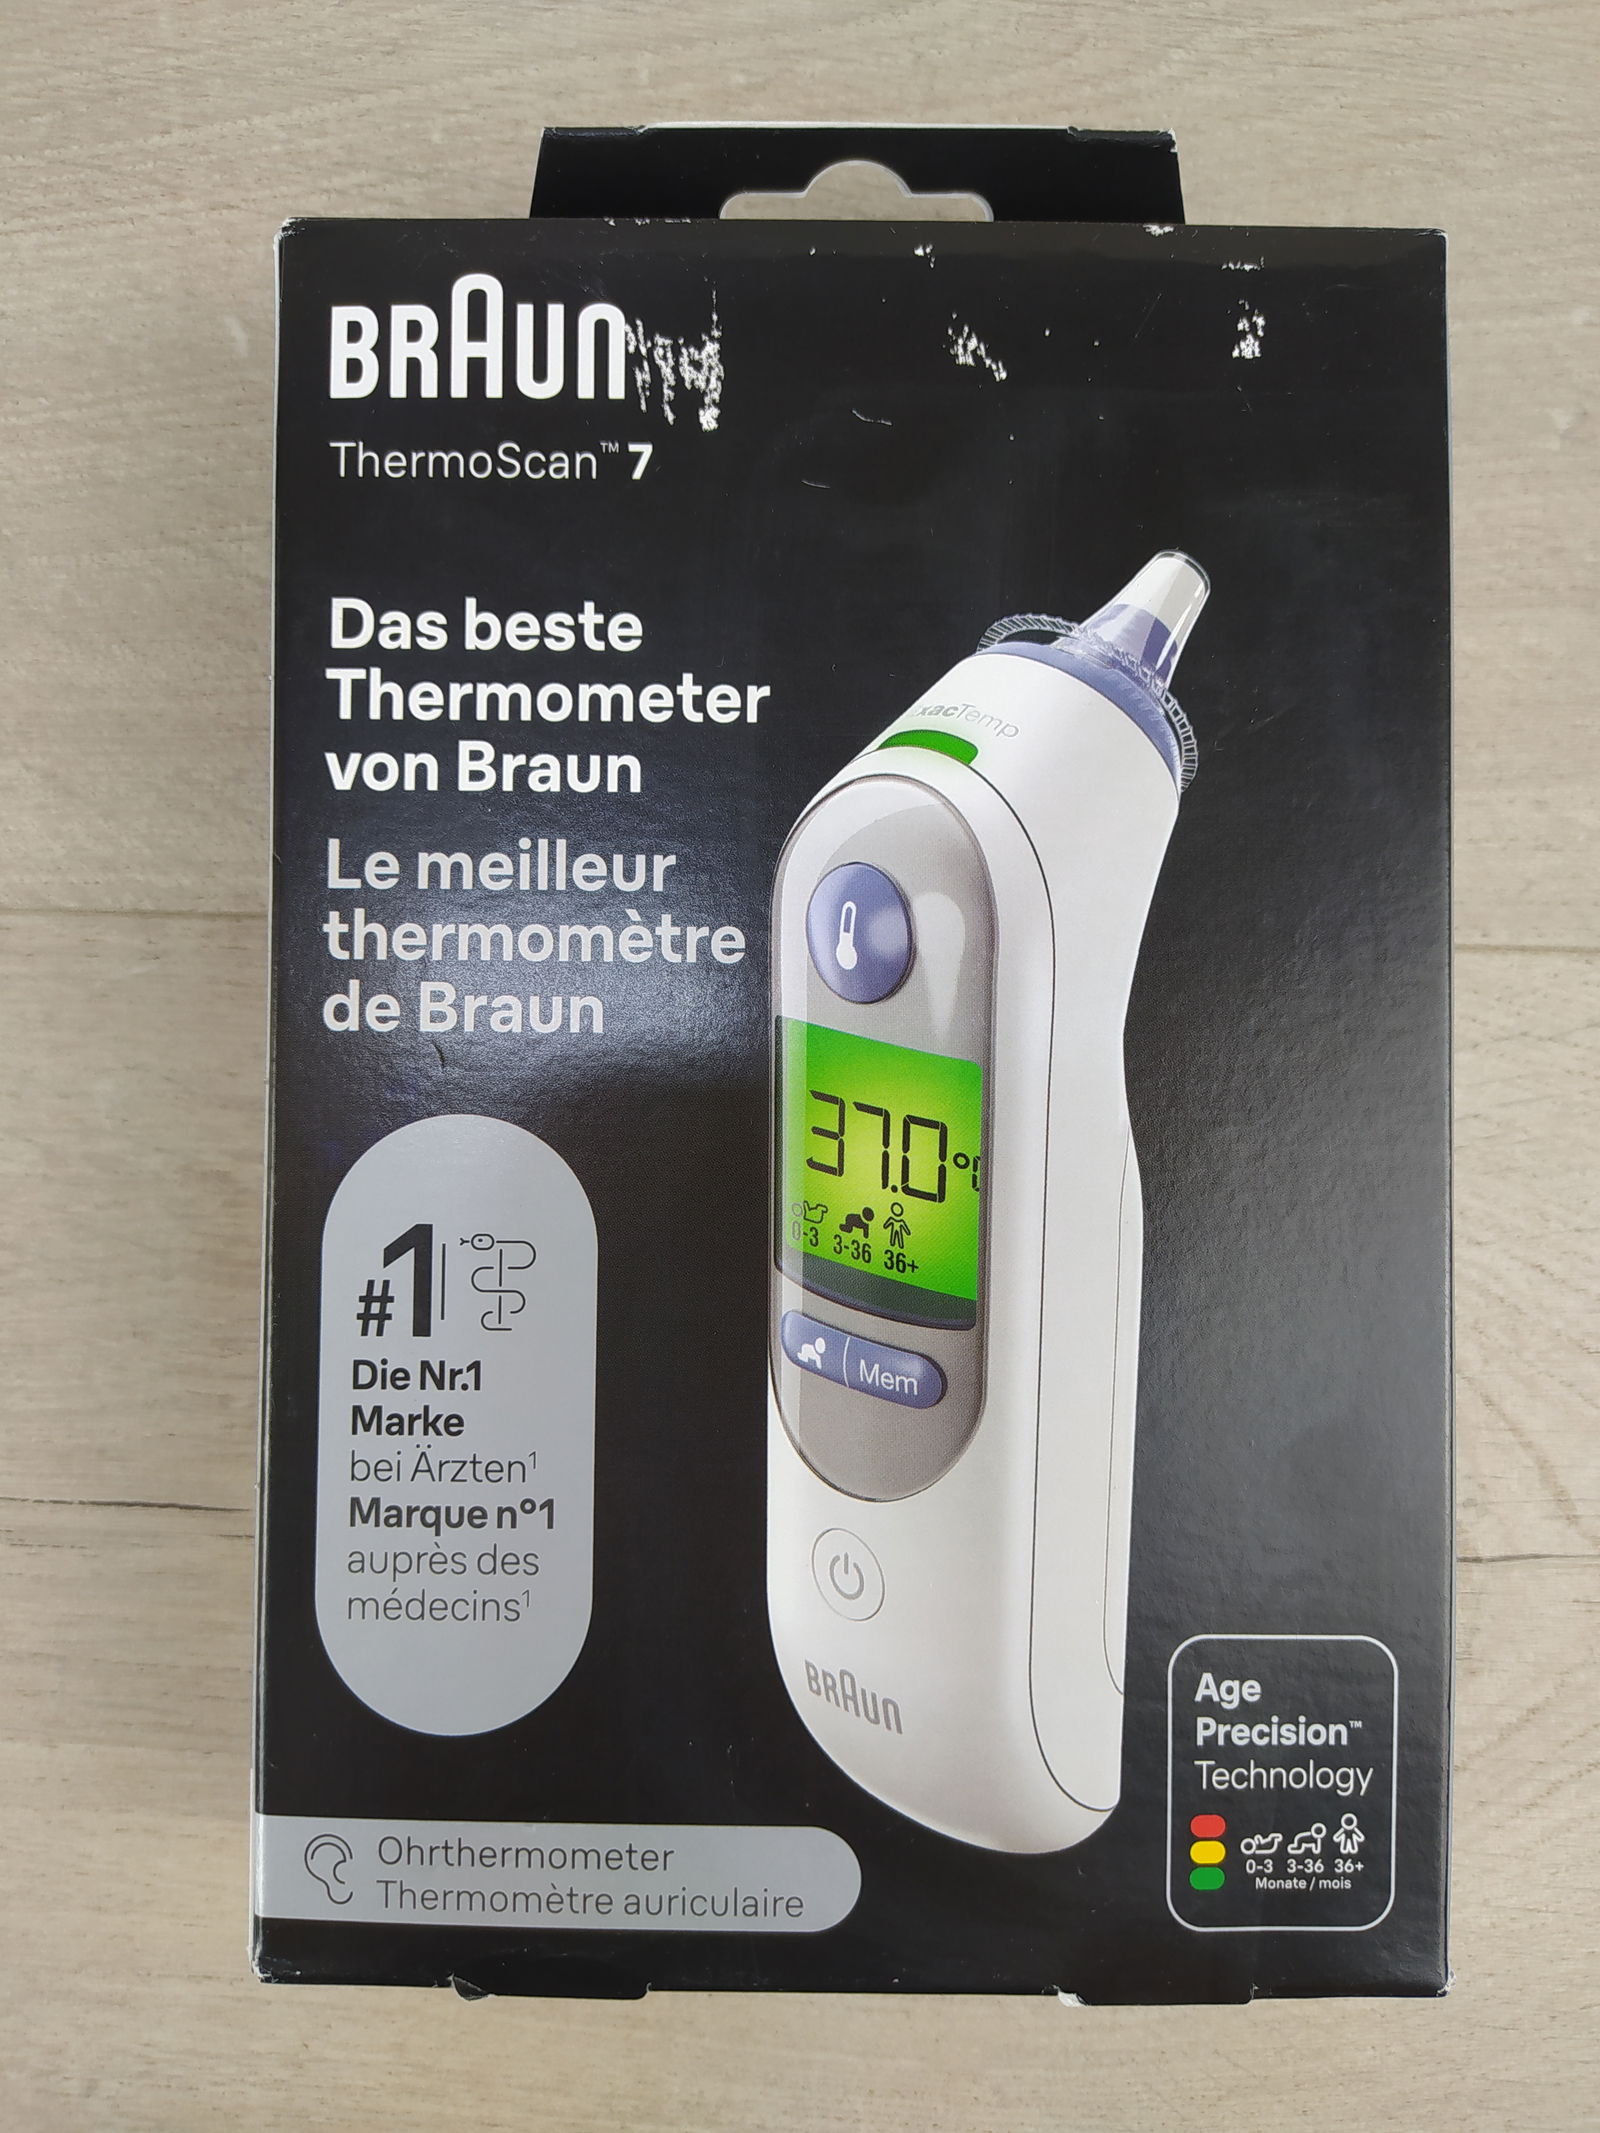 BRAUN
ThermoScan™ 7
Das beste
Thermometer
von Braun
Le meilleur
thermomètre
de Braun
#1
Die Nr.1
Marke
bei Ärzten¹
Marque n°1
auprès des
médecins¹
xacTemp
37.0°C
0-3 3-36 36+
Mem
BRAUN
Age
Precision™
Technology
0-3 3-36 36+
Monate / mois
Ohrthermometer
Thermomètre auriculaire